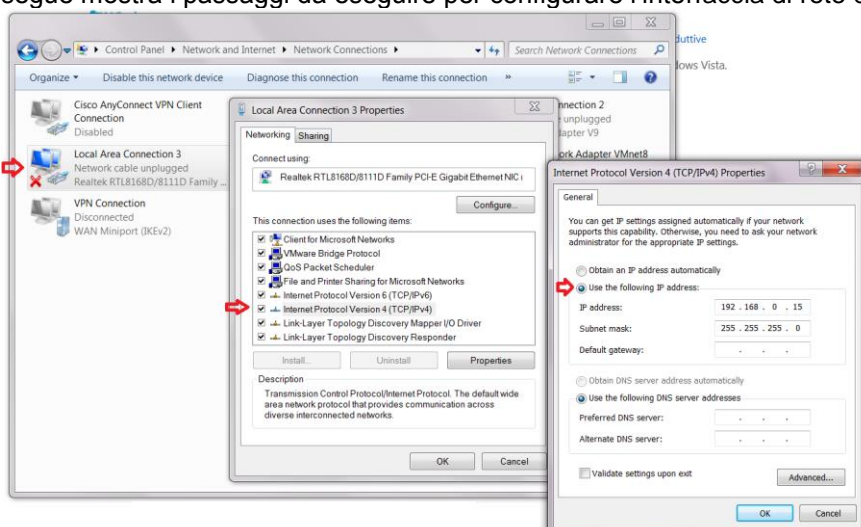 segue mostra i passaggi da eseguire per configurare l'interfaccia di rete
Control Panel ▸ Network and Internet ▸ Network Connections ▸
Search Network Connections
Organize ▾ Disable this network device Diagnose this connection Rename this connection »
duttive
dows Vista.
Cisco AnyConnect VPN Client
Connection
Disabled
Local Area Connection 3
Network cable unplugged
Realtek RTL8168D/8111D Family ...
VPN Connection
Disconnected
WAN Miniport (IKEv2)
nnection 2
unplugged
dapter V9
ork Adapter VMnet8
Local Area Connection 3 Properties
Networking Sharing
Connect using:
Realtek RTL8168D/8111D Family PCI-E Gigabit Ethernet NIC (
Configure...
This connection uses the following items:
Client for Microsoft Networks
VMware Bridge Protocol
QoS Packet Scheduler
File and Printer Sharing for Microsoft Networks
Internet Protocol Version 6 (TCP/IPv6)
Internet Protocol Version 4 (TCP/IPv4)
Link-Layer Topology Discovery Mapper I/O Driver
Link-Layer Topology Discovery Responder
Install... Uninstall Properties
Description
Transmission Control Protocol/Internet Protocol. The default wide
area network protocol that provides communication across
diverse interconnected networks.
OK Cancel
Internet Protocol Version 4 (TCP/IPv4) Properties
General
You can get IP settings assigned automatically if your network
supports this capability. Otherwise, you need to ask your network
administrator for the appropriate IP settings.
Obtain an IP address automatically
Use the following IP address:
IP address: 192 . 168 . 0 . 15
Subnet mask: 255 . 255 . 255 . 0
Default gateway: . . .
Obtain DNS server address automatically
Use the following DNS server addresses
Preferred DNS server: . . .
Alternate DNS server: . . .
Validate settings upon exit
Advanced...
OK Cancel